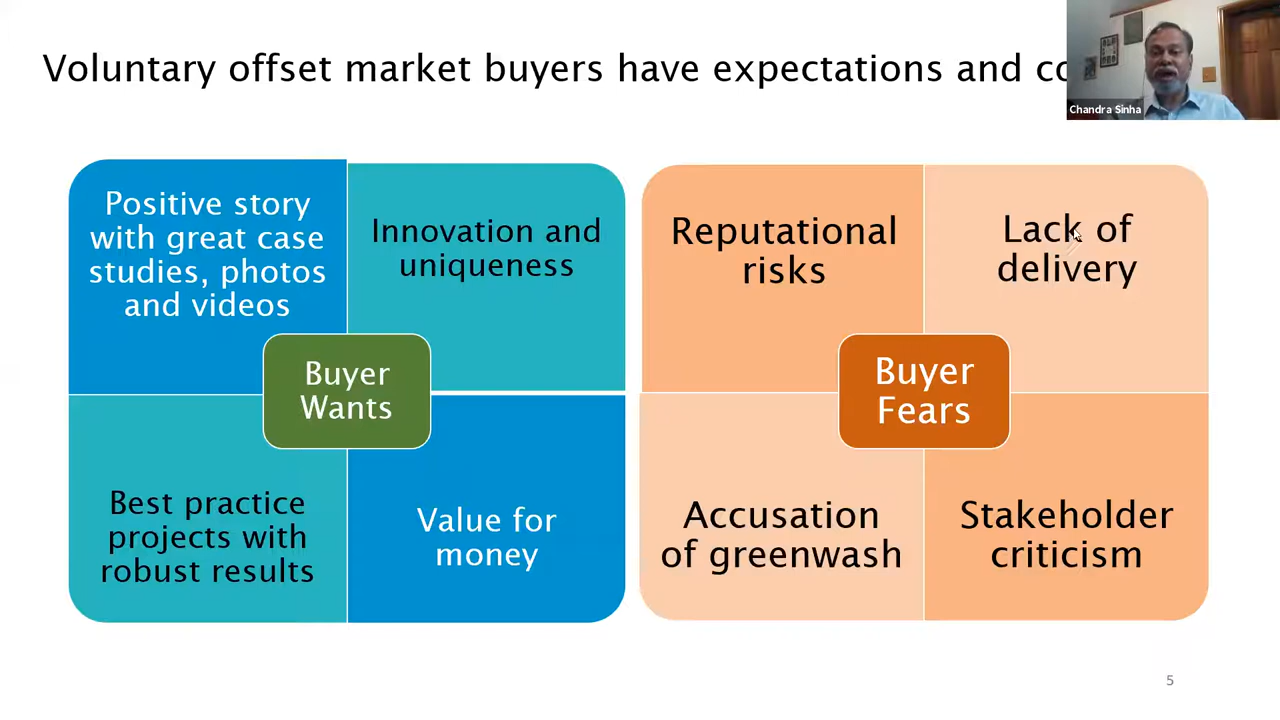 Voluntary offset market buyers have expectations and
Chandra Sinha
Positive story
with great case
studies, photos
and videos
Innovation and
uniqueness
Buyer
Wants
Best practice
projects with
robust results
Value for
money
Reputational
risks
Lack of
delivery
Buyer
Fears
Accusation
of greenwash
Stakeholder
criticism
5